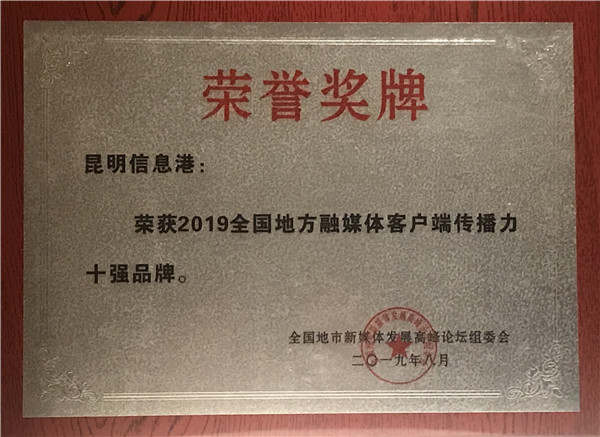 荣誉奖牌
昆明信息港：
荣获2019全国地方融媒体客户端传播力
十强品牌。
全国地市新媒体发展高峰论坛组委会
二〇一九年八月